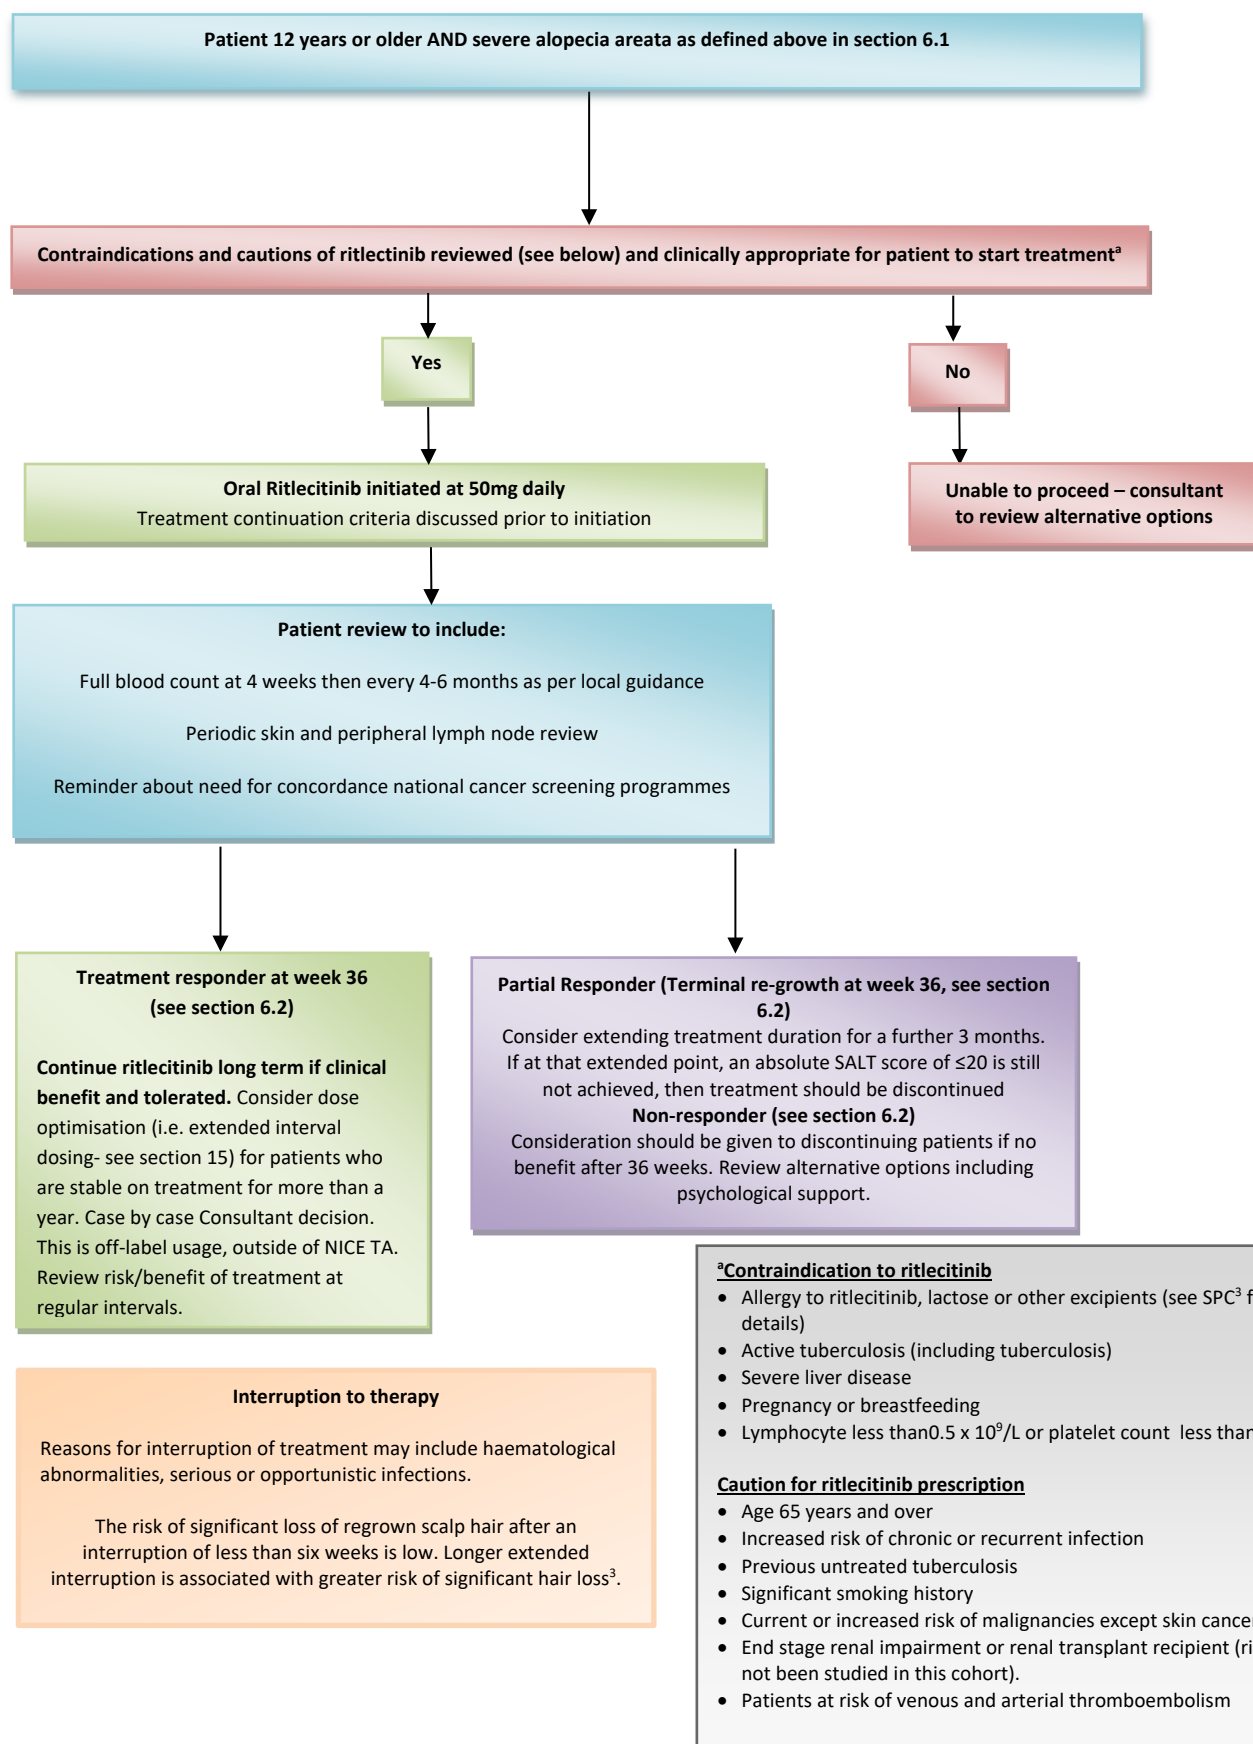 Patient 12 years or older AND severe alopecia areata as defined above in section 6.1
Contraindications and cautions of ritlectinib reviewed (see below) and clinically appropriate for patient to start treatmentᵃ
Yes
No
Oral Ritlecitinib initiated at 50mg daily
Treatment continuation criteria discussed prior to initiation
Unable to proceed – consultant
to review alternative options
Patient review to include:
Full blood count at 4 weeks then every 4-6 months as per local guidance
Periodic skin and peripheral lymph node review
Reminder about need for concordance national cancer screening programmes
Treatment responder at week 36
(see section 6.2)
Continue ritlecitinib long term if clinical
benefit and tolerated. Consider dose
optimisation (i.e. extended interval
dosing- see section 15) for patients who
are stable on treatment for more than a
year. Case by case Consultant decision.
This is off-label usage, outside of NICE TA.
Review risk/benefit of treatment at
regular intervals.
Partial Responder (Terminal re-growth at week 36, see section
6.2)
Consider extending treatment duration for a further 3 months.
If at that extended point, an absolute SALT score of ≤20 is still
not achieved, then treatment should be discontinued
Non-responder (see section 6.2)
Consideration should be given to discontinuing patients if no
benefit after 36 weeks. Review alternative options including
psychological support.
Interruption to therapy
Reasons for interruption of treatment may include haematological
abnormalities, serious or opportunistic infections.
The risk of significant loss of regrown scalp hair after an
interruption of less than six weeks is low. Longer extended
interruption is associated with greater risk of significant hair loss³.
ᵃContraindication to ritlecitinib
• Allergy to ritlecitinib, lactose or other excipients (see SPC³
details)
• Active tuberculosis (including tuberculosis)
• Severe liver disease
• Pregnancy or breastfeeding
• Lymphocyte less than0.5 x 10⁹/L or platelet count less than
Caution for ritlecitinib prescription
• Age 65 years and over
• Increased risk of chronic or recurrent infection
• Previous untreated tuberculosis
• Significant smoking history
• Current or increased risk of malignancies except skin cancer
• End stage renal impairment or renal transplant recipient
not been studied in this cohort).
• Patients at risk of venous and arterial thromboembolism